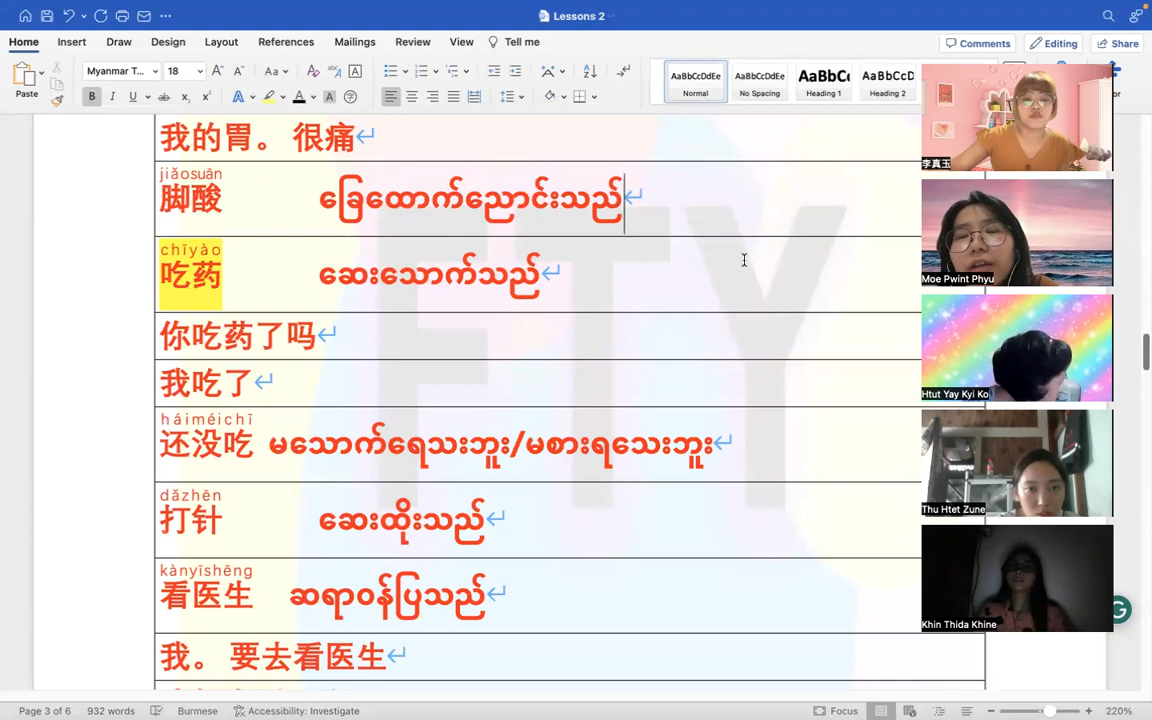 Lessons 2
Home Insert Draw Design Layout References Mailings Review View Tell me Comments Editing Share
Paste Myanmar T... 18 AaBbCcDdEe Normal AaBbCcDdEe No Spacing AaBbC( Heading 1 AaBbCcD Heading 2
我的胃。 很痛
jiǎosuān
脚酸 ခြေထောက်ညောင်းသည်
chīyào
吃药 ဆေးသောက်သည်
你吃药了吗
我吃了
háiméichī
还没吃 မသောက်ရေသးဘူး/မစားရသေးဘူး
dǎzhēn
打针 ဆေးထိုးသည်
kànyīshēng
看医生 ဆရာဝန်ပြသည်
我。 要去看医生
FTY
李真玉
Moe Pwint Phyu
Htut Yay Kyi Ko
Thu Htet Zune
Khin Thida Khine
Page 3 of 6 932 words Burmese Accessibility: Investigate Focus 220%